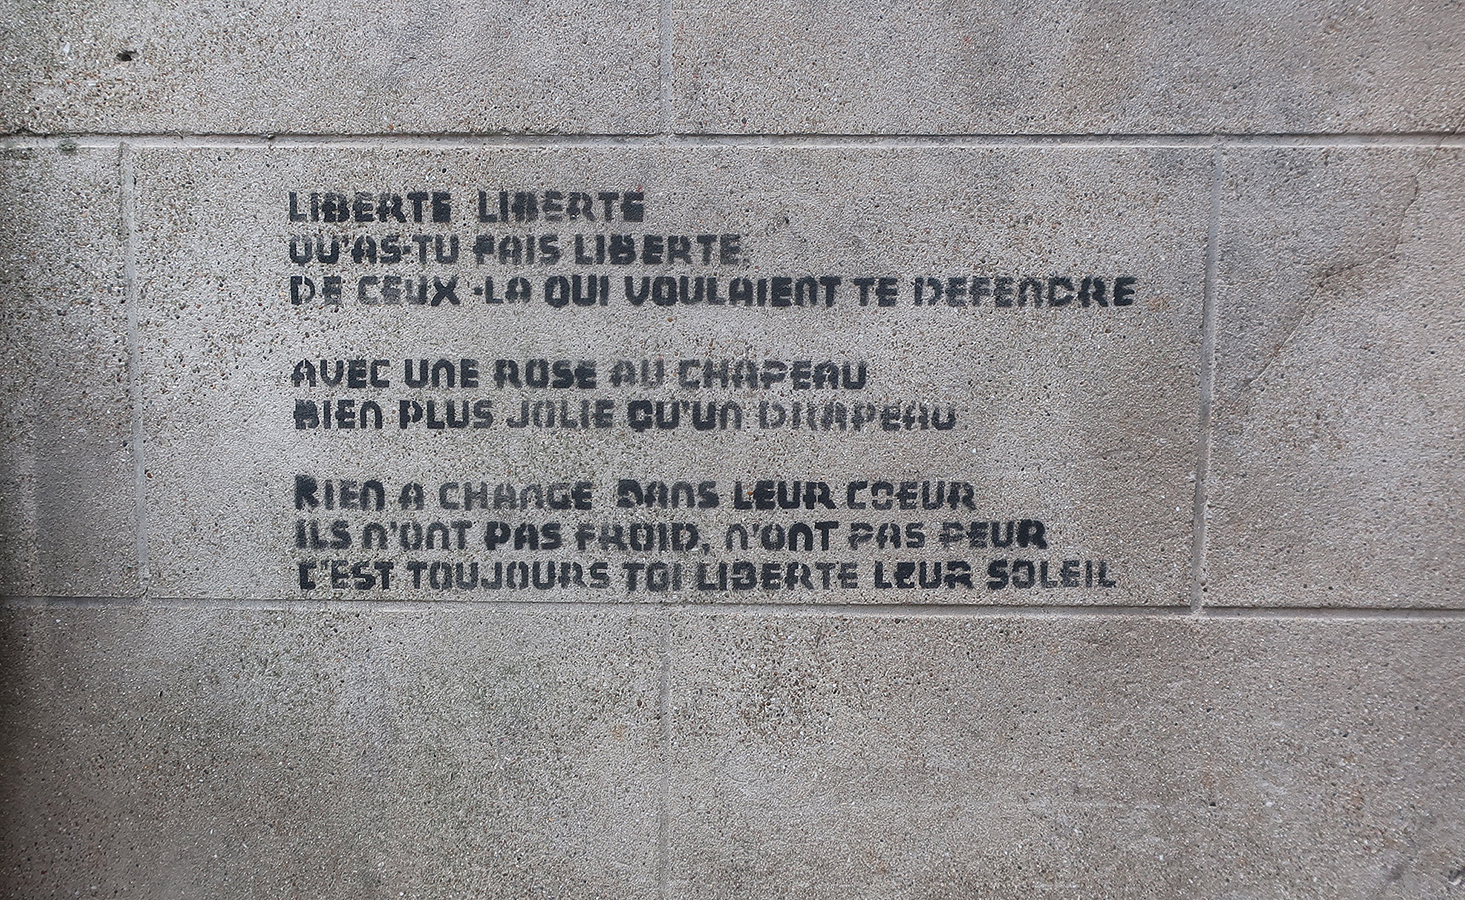 LIBERTE LIBERTE
QU'AS-TU FAIS LIBERTE
DE CEUX -LA QUI VOULAIENT TE DEFENDRE
AVEC UNE ROSE AU CHAPEAU
BIEN PLUS JOLIE QU'UN DRAPEAU
RIEN A CHANGE DANS LEUR COEUR
ILS N'ONT PAS FROID, N'ONT PAS PEUR
C'EST TOUJOURS TOI LIBERTE LEUR SOLEIL